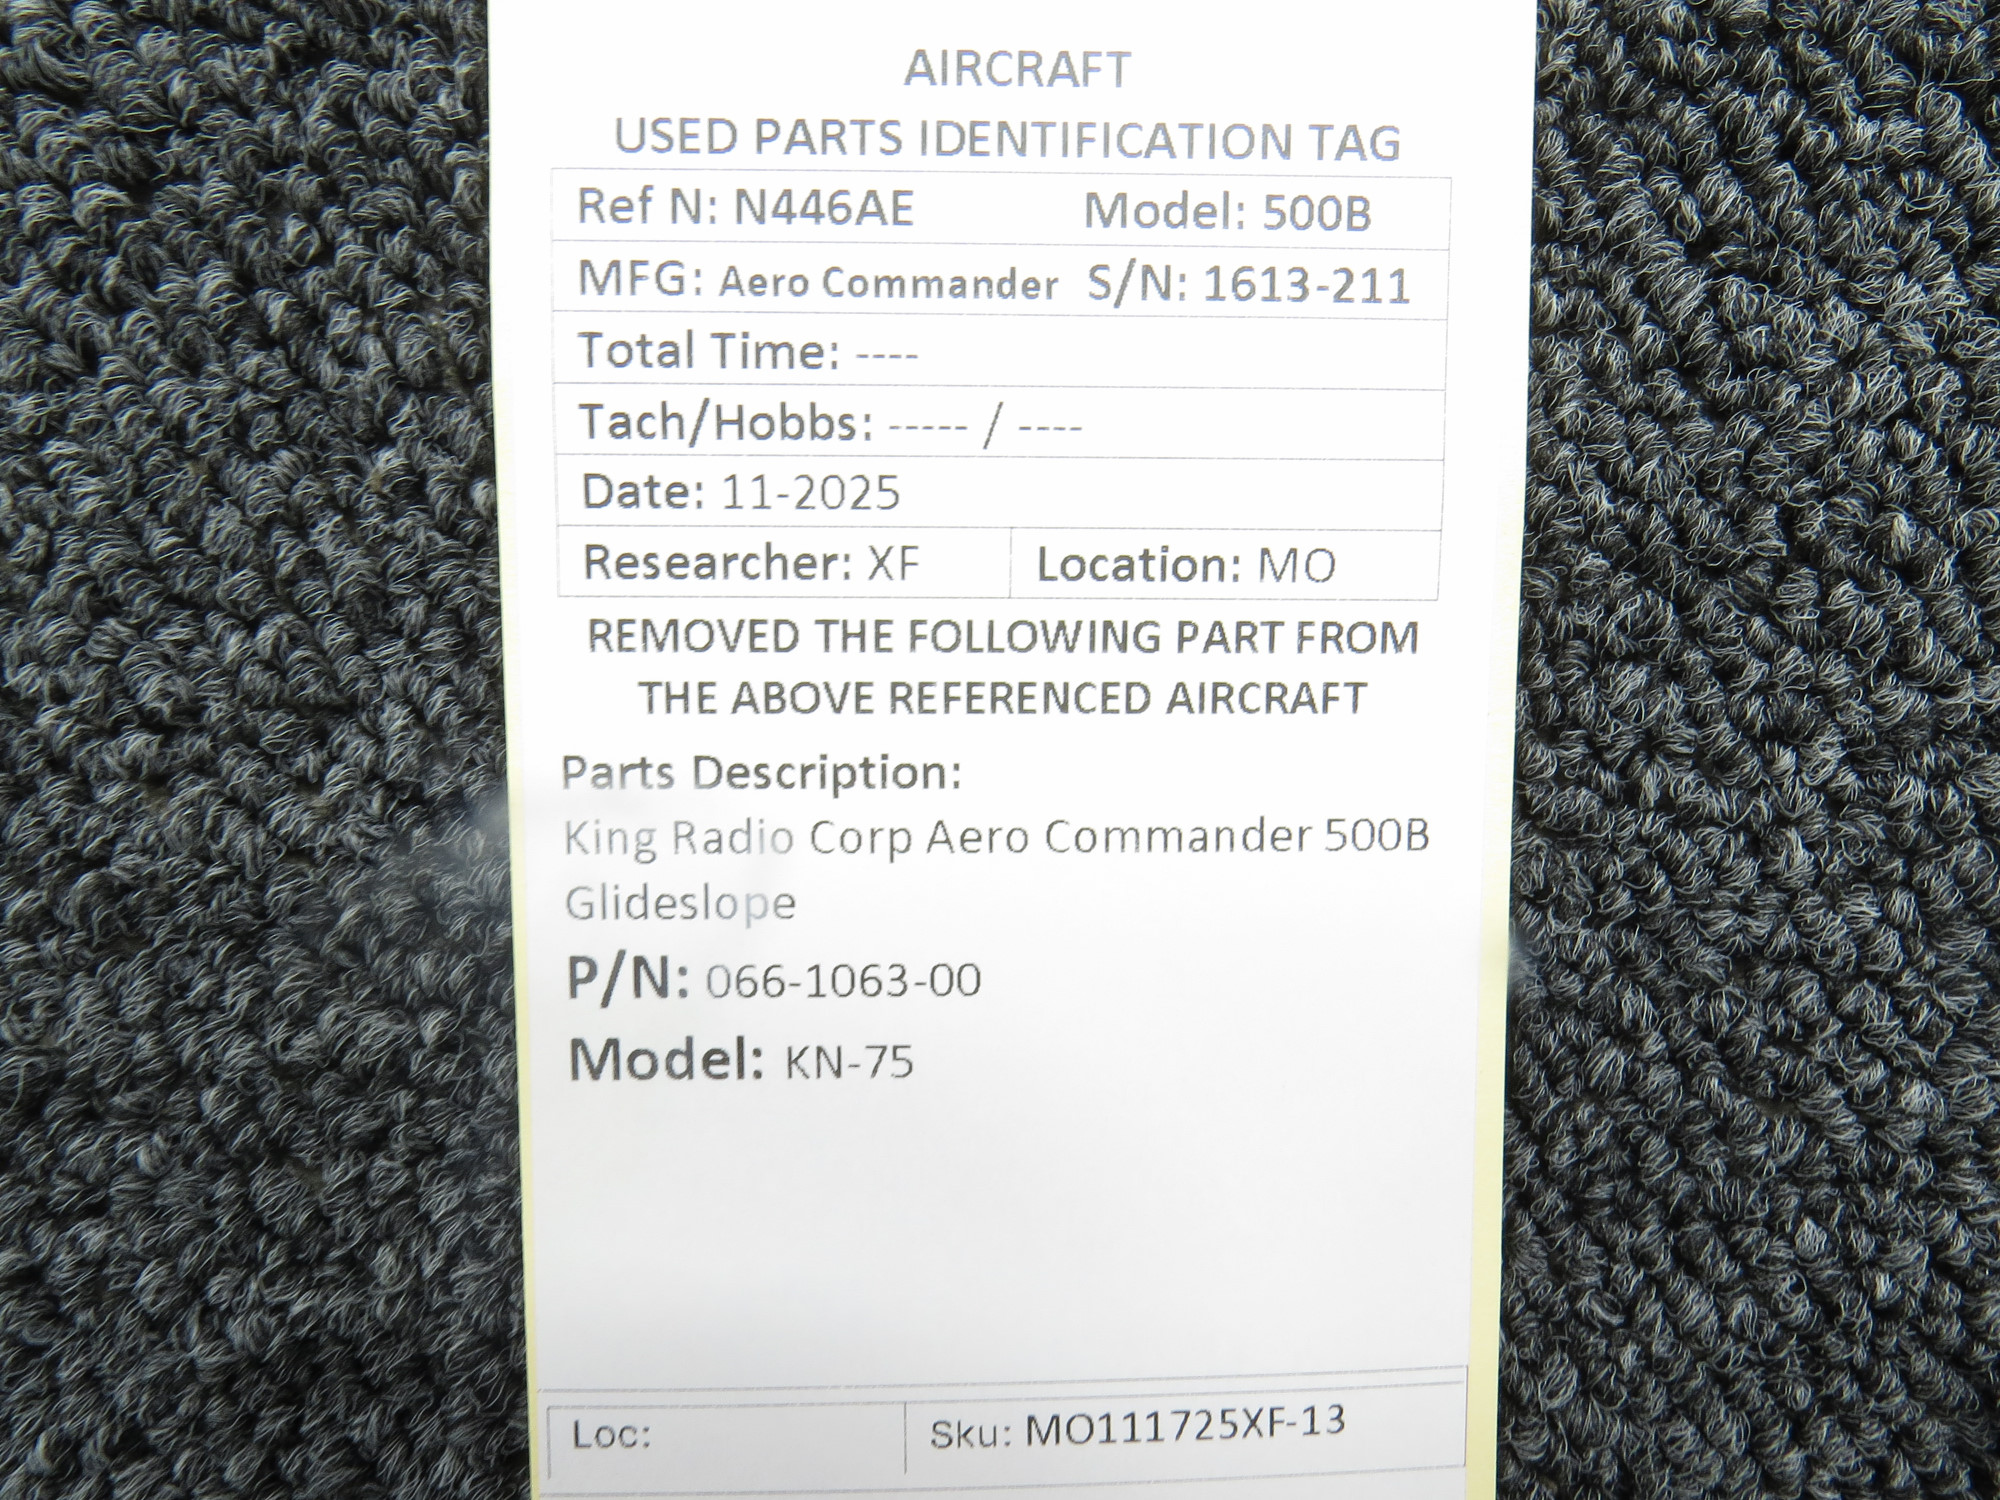 AIRCRAFT
USED PARTS IDENTIFICATION TAG
Ref N: N446AE Model: 500B
MFG: Aero Commander S/N: 1613-211
Total Time: ----
Tach/Hobbs: ----- / ----
Date: 11-2025
Researcher: XF Location: MO
REMOVED THE FOLLOWING PART FROM
THE ABOVE REFERENCED AIRCRAFT
Parts Description:
King Radio Corp Aero Commander 500B
Glideslope
P/N: 066-1063-00
Model: KN-75
Loc: Sku: MO111725XF-13